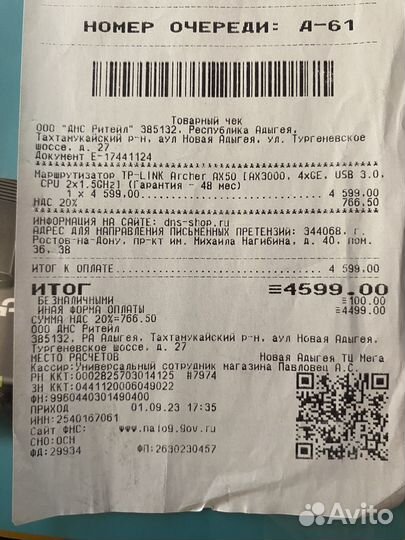 НОМЕР ОЧЕРЕДИ: А-61
Товарный чек
ООО "ДНС Ритейл" 385132, Республика Адыгея,
Тахтамукайский р-н, аул Новая Адыгея, ул. Тургеневское
шоссе, д. 27
Документ Е-17441124
Маршрутизатор TP-LINK Archer AX50 [AX3000, 4xGE, USB 3.0,
CPU 2x1.5GHz] (Гарантия - 48 мес)
1 х 4 599.00 4 599.00
НДС 20% 766.50
ИНФОРМАЦИЯ НА САЙТЕ: dns-shop.ru
АДРЕС ДЛЯ НАПРАВЛЕНИЯ ПИСЬМЕННЫХ ПРЕТЕНЗИЙ: 344068, г.
Ростов-на-Дону, пр-кт им. Михаила Нагибина, д. 40, пом.
36, 38
ИТОГ К ОПЛАТЕ 4 599.00
ИТОГ ≡4599.00
БЕЗНАЛИЧНЫМИ ≡100.00
ИНАЯ ФОРМА ОПЛАТЫ ≡4499.00
СУММА НДС 20%=766.50
ООО ДНС Ритейл
385132, РА Адыгея, Тахтамукайский р-н, аул Новая Адыгея,
Тургеневское шоссе, д. 27
МЕСТО РАСЧЕТОВ Новая Адыгея ТЦ Мега
Кассир:Универсальный сотрудник магазина Павловец А.С.
РН ККТ:0002825703014125 #7974
ЗН ККТ:0441120006049022
ФН:9960440301490400
ПРИХОД 01.09.23 17:35
ИНН:2540167061
Сайт ФНС: www.nalog.gov.ru
СНО:ОСН
ФД:29934 ФП:2630230457
Avito